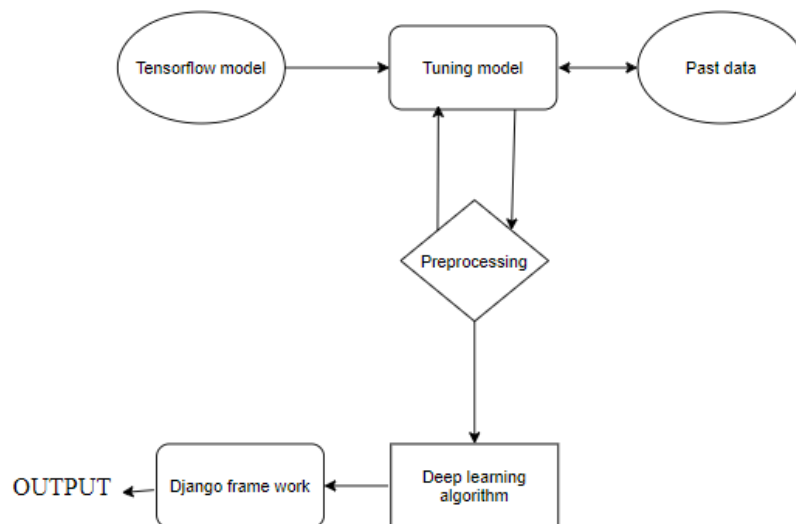 Tensorflow model
Tuning model
Past data
Preprocessing
Deep learning
algorithm
Django frame work
OUTPUT